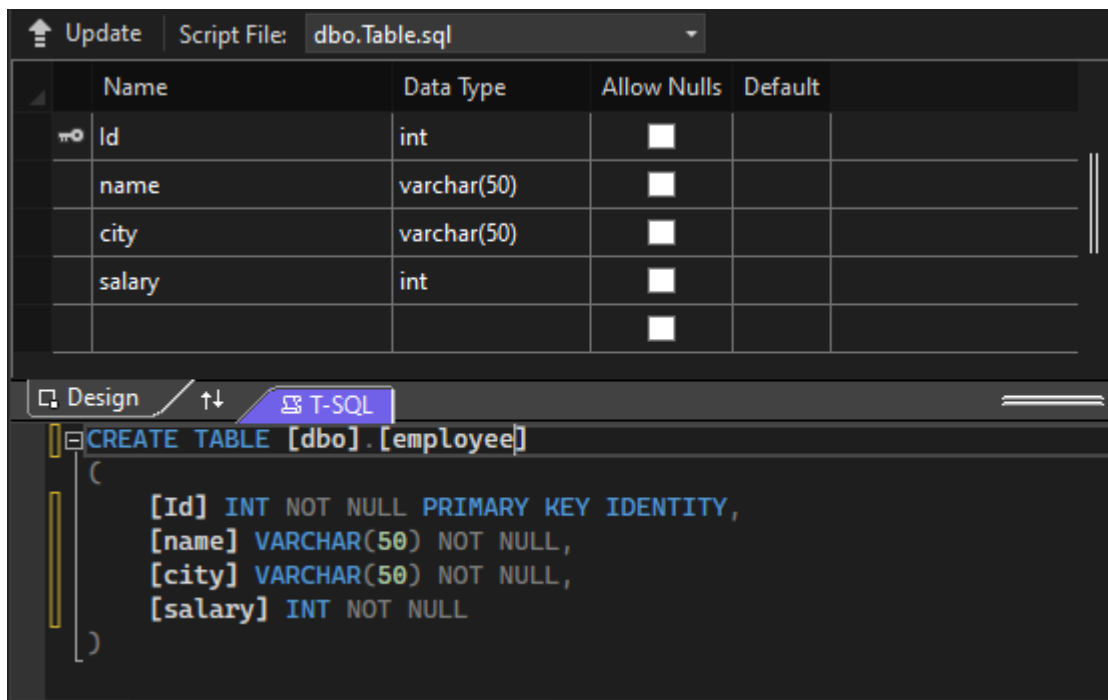 Update Script File: dbo.Table.sql
Name Data Type Allow Nulls Default
Id int
name varchar(50)
city varchar(50)
salary int
Design T-SQL
CREATE TABLE [dbo].[employee]
(
[Id] INT NOT NULL PRIMARY KEY IDENTITY,
[name] VARCHAR(50) NOT NULL,
[city] VARCHAR(50) NOT NULL,
[salary] INT NOT NULL
)